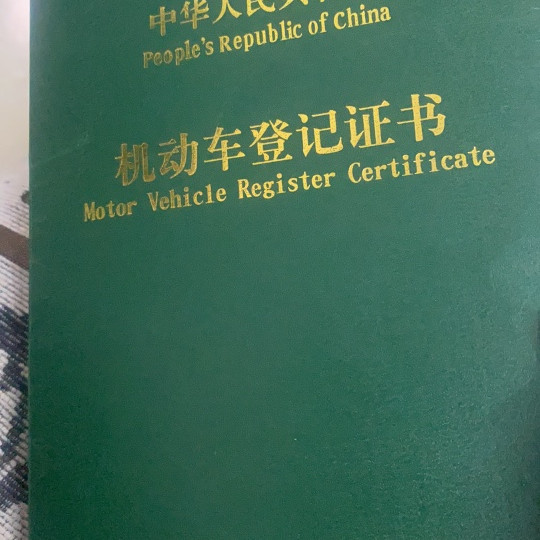 中华人民共
People's Republic of China
机动车登记证书
Motor Vehicle Register Certificate